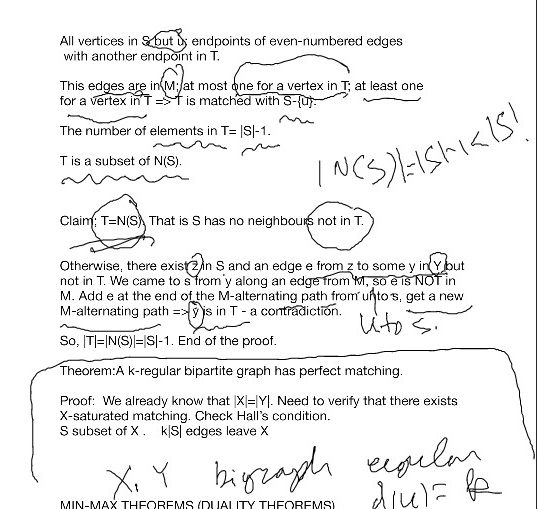 All vertices in S but u: endpoints of even-numbered edges
with another endpoint in T.
This edges are in M; at most one for a vertex in T; at least one
for a vertex in T => T is matched with S-{u}.
The number of elements in T= |S|-1.
T is a subset of N(S).
|N(S)|=|S|-1<|S|
Claim; T=N(S). That is S has no neighbours not in T.
Otherwise, there exist z in S and an edge e from z to some y in Y but
not in T. We came to s from y along an edge from M, so e is NOT in
M. Add e at the end of the M-alternating path from u to s, get a new
M-alternating path => y is in T - a contradiction.
u to s.
So, |T|=|N(S)|=|S|-1. End of the proof.
Theorem:A k-regular bipartite graph has perfect matching.
Proof: We already know that |X|=|Y|. Need to verify that there exists
X-saturated matching. Check Hall's condition.
S subset of X . k|S| edges leave X
X, Y bigraph regular
d(u)= k
MIN-MAX THEOREMS (DUALITY THEOREMS)